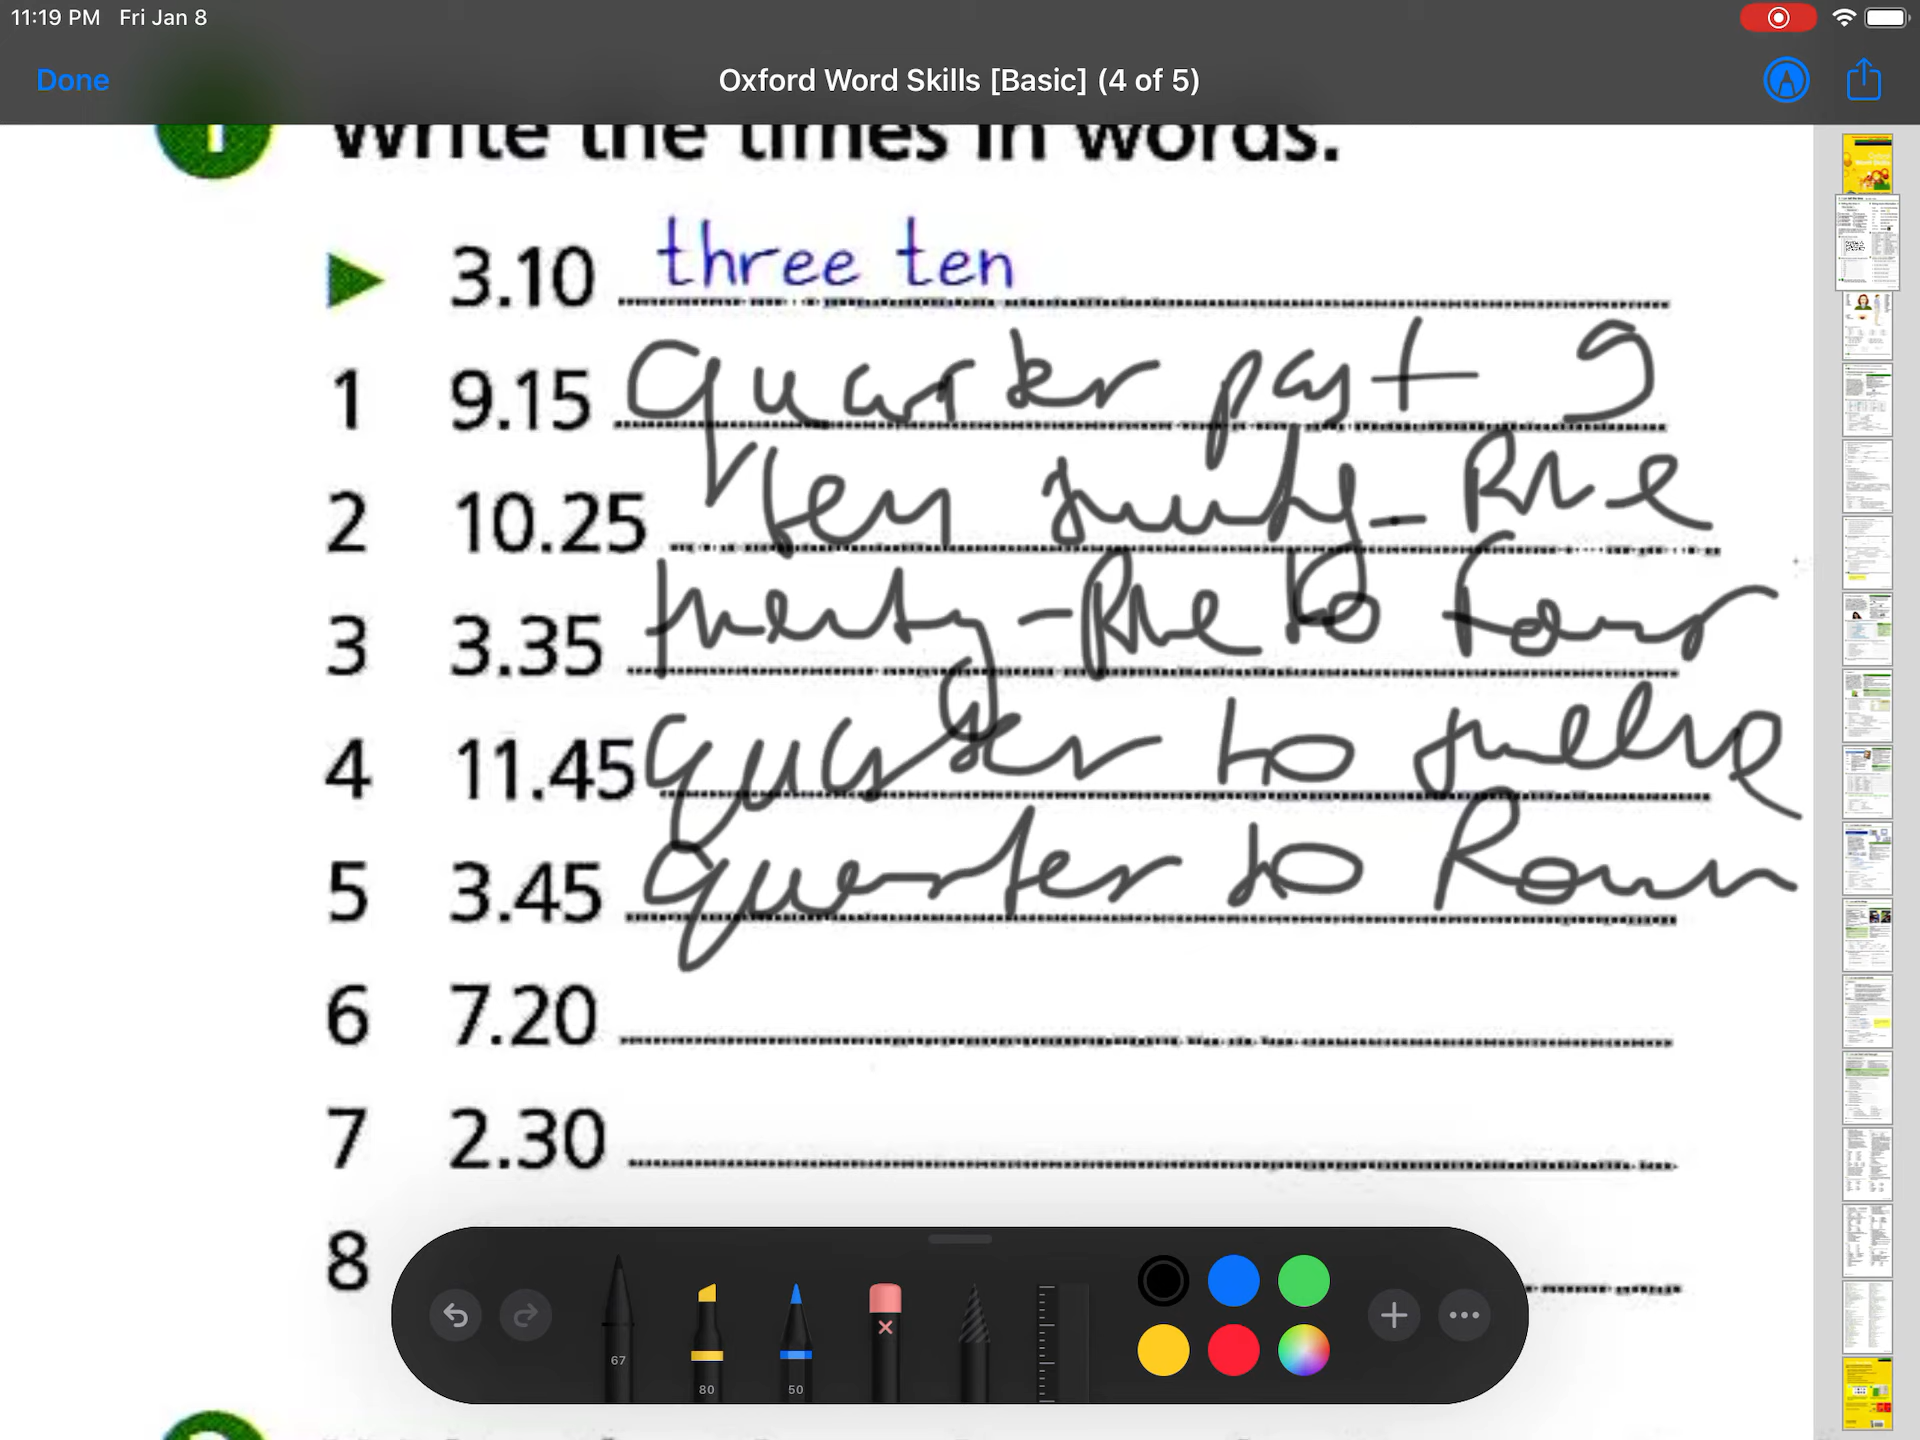 11:19 PM Fri Jan 8
Done
Oxford Word Skills [Basic] (4 of 5)
1 Write the times in words.
3.10 three ten
1 9.15 quarter past 9
2 10.25 ten twenty-five
3 3.35 twenty-five to four
4 11.45 quarter to twelve
5 3.45 quarter to four
6 7.20
7 2.30
8
67
80
50